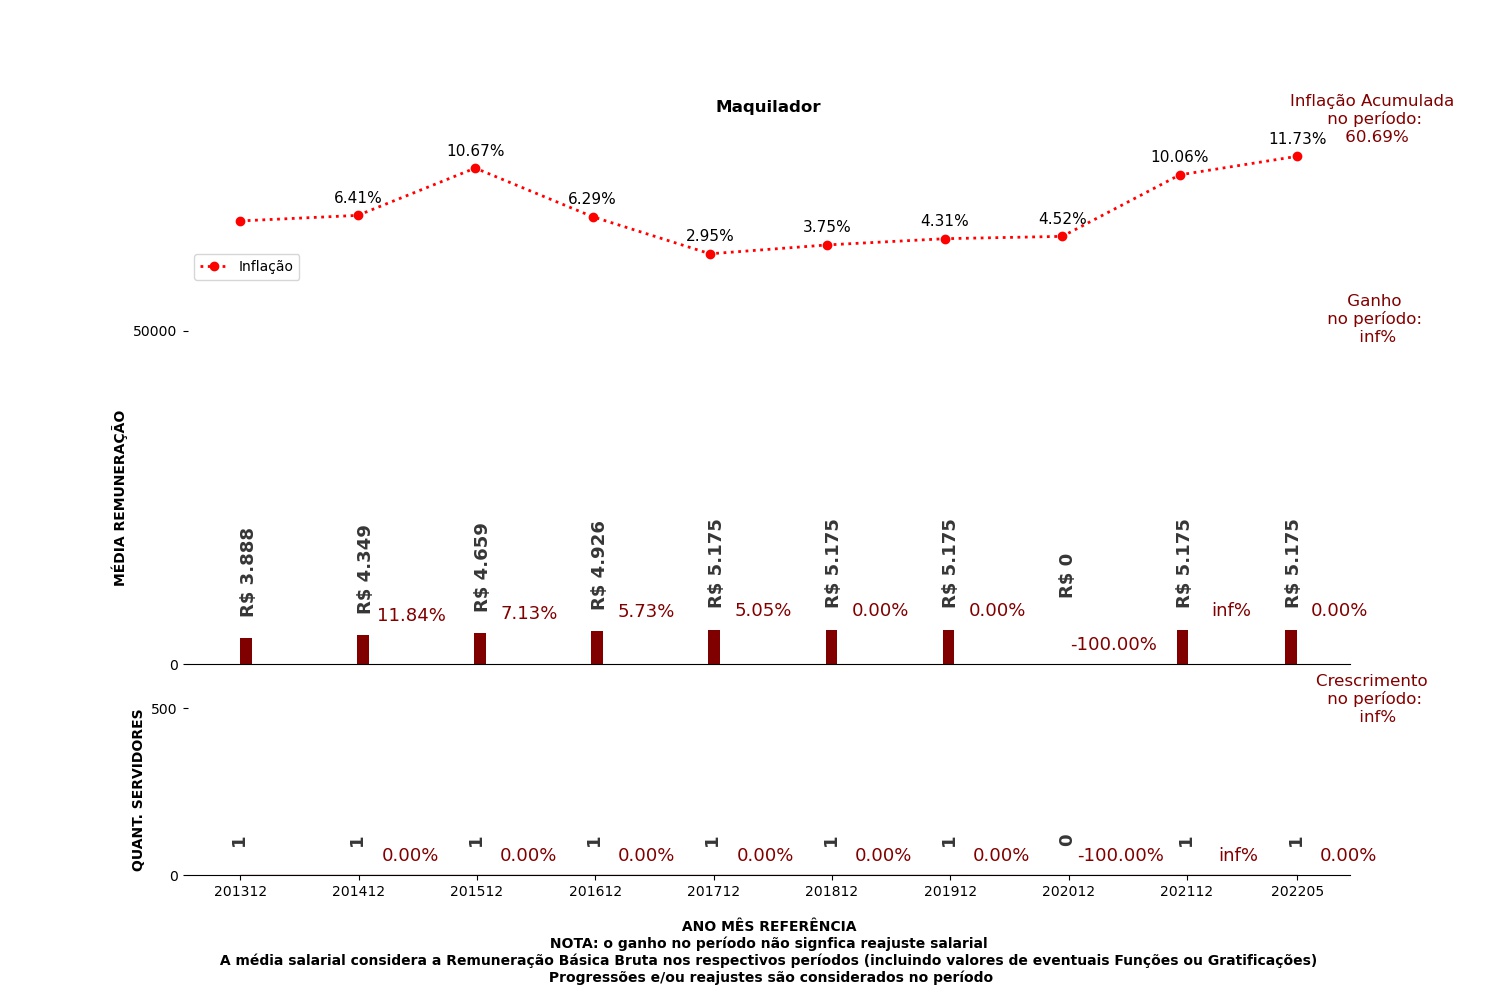 Maquilador
Inflação Acumulada
no período:
60.69%
6.41%
10.67%
6.29%
2.95%
3.75%
4.31%
4.52%
10.06%
11.73%
Inflação
Ganho
no período:
inf%
50000
0
MÉDIA REMUNERAÇÃO
R$ 3.888
R$ 4.349
R$ 4.659
R$ 4.926
R$ 5.175
R$ 5.175
R$ 5.175
R$ 0
R$ 5.175
R$ 5.175
11.84%
7.13%
5.73%
5.05%
0.00%
0.00%
-100.00%
inf%
0.00%
Crescrimento
no período:
inf%
500
0
QUANT. SERVIDORES
1
1
1
1
1
1
1
0
1
1
0.00%
0.00%
0.00%
0.00%
0.00%
0.00%
-100.00%
inf%
0.00%
201312
201412
201512
201612
201712
201812
201912
202012
202112
202205
ANO MÊS REFERÊNCIA
NOTA: o ganho no período não signfica reajuste salarial
A média salarial considera a Remuneração Básica Bruta nos respectivos períodos (incluindo valores de eventuais Funções ou Gratificações)
Progressões e/ou reajustes são considerados no período